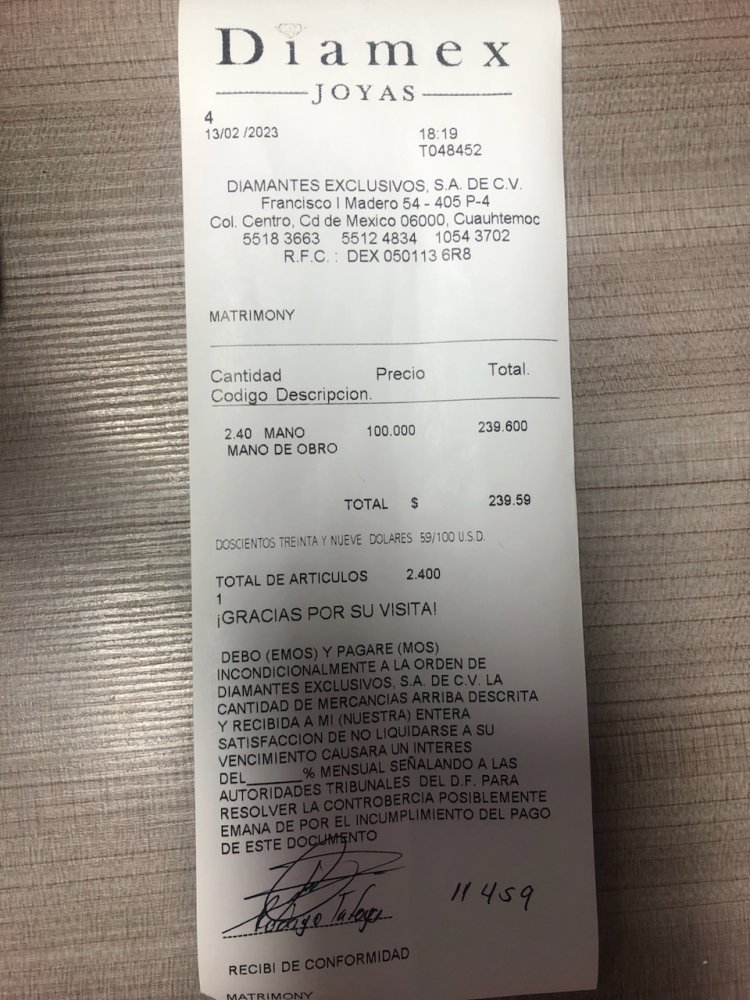 Diamex
JOYAS
4
13/02 /2023 18:19
T048452
DIAMANTES EXCLUSIVOS, S.A. DE C.V.
Francisco I Madero 54 - 405 P-4
Col. Centro, Cd de Mexico 06000, Cuauhtemoc
5518 3663 5512 4834 1054 3702
R.F.C. : DEX 050113 6R8
MATRIMONY
Cantidad Precio Total.
Codigo Descripcion.
2.40 MANO 100.000 239.600
MANO DE OBRO
TOTAL $ 239.59
DOSCIENTOS TREINTA Y NUEVE DOLARES 59/100 U.S.D.
TOTAL DE ARTICULOS 2.400
1
¡GRACIAS POR SU VISITA!
DEBO (EMOS) Y PAGARE (MOS)
INCONDICIONALMENTE A LA ORDEN DE
DIAMANTES EXCLUSIVOS, S.A. DE C.V. LA
CANTIDAD DE MERCANCIAS ARRIBA DESCRITA
Y RECIBIDA A MI (NUESTRA) ENTERA
SATISFACCION DE NO LIQUIDARSE A SU
VENCIMIENTO CAUSARA UN INTERES
DEL______% MENSUAL SEÑALANDO A LAS
AUTORIDADES TRIBUNALES DEL D.F. PARA
RESOLVER LA CONTROBERCIA POSIBLEMENTE
EMANA DE POR EL INCUMPLIMIENTO DEL PAGO
DE ESTE DOCUMENTO
Rodrigo 11459
RECIBI DE CONFORMIDAD
MATRIMONY